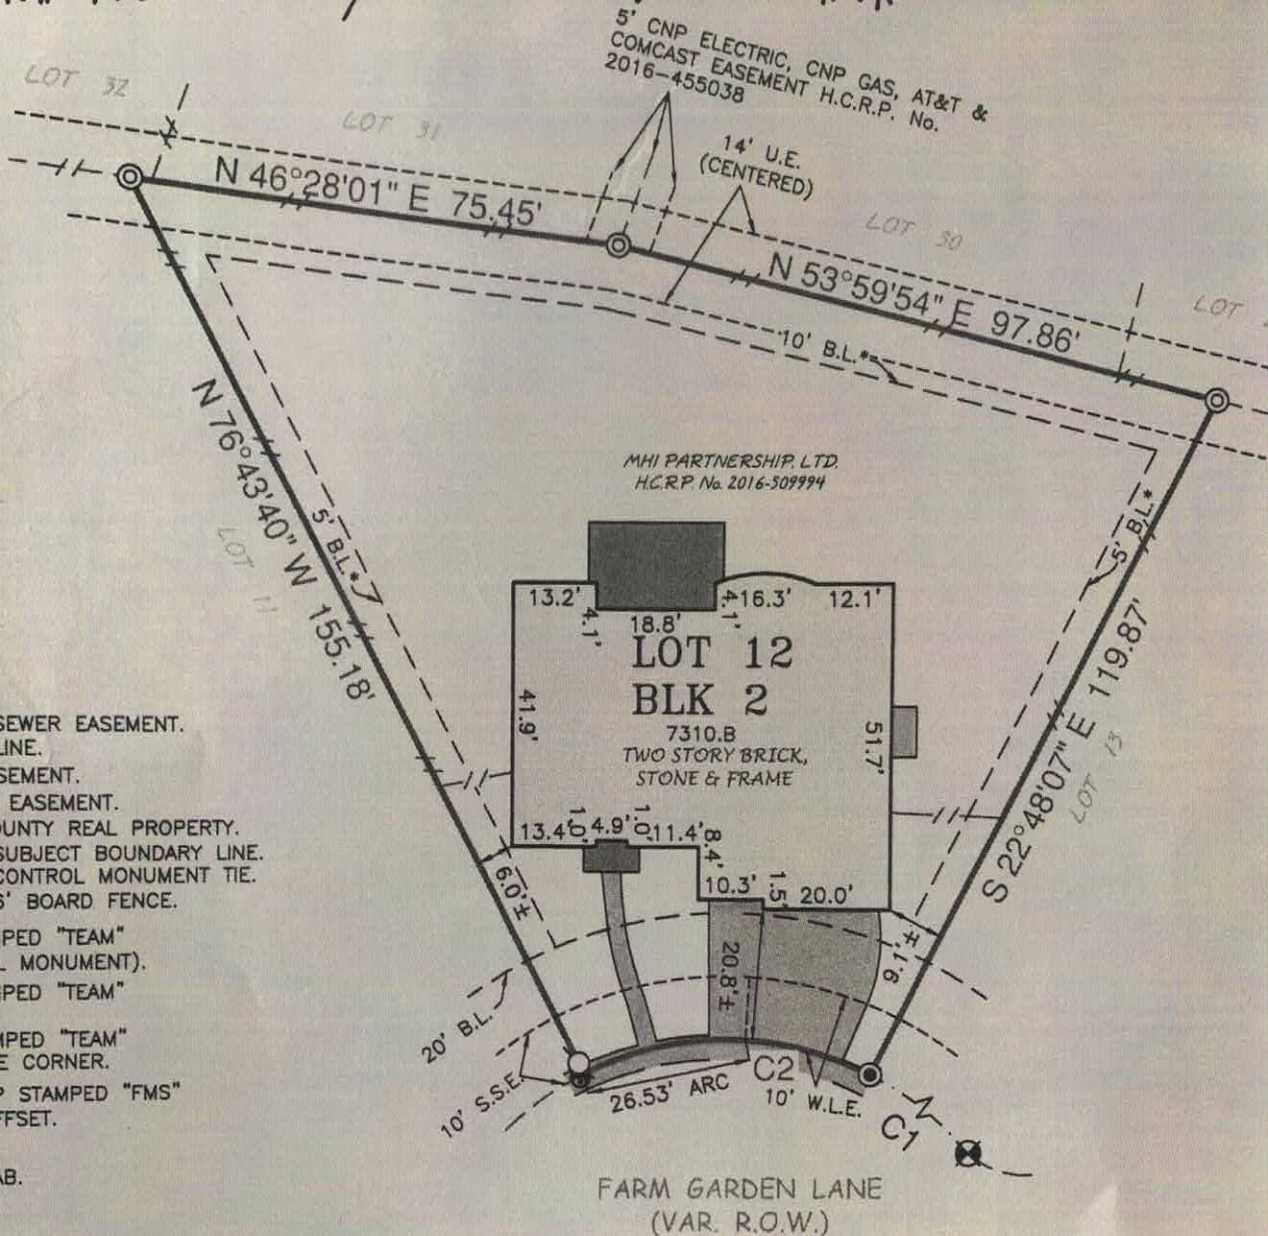 5' CNP ELECTRIC, CNP GAS, AT&T &
COMCAST EASEMENT H.C.R.P. No.
2016-455038
LOT 32
LOT 31
14' U.E.
(CENTERED)
N 46°28'01" E 75.45'
LOT 30
LOT
N 53°59'54" E 97.86'
10' B.L.*
N 76°43'40" W 155.18'
5' B.L.*
LOT 11
MHI PARTNERSHIP, LTD.
H.C.R.P. No. 2016-509994
5' B.L.*
S 22°48'07" E 119.87'
LOT 13
13.2'
4.1'
18.8'
4.1'
16.3'
12.1'
LOT 12
BLK 2
7310.B
TWO STORY BRICK,
STONE & FRAME
41.9'
51.7'
13.4'
1.0'
4.9'
1.0'
11.4'
8.4'
10.3'
1.5'
20.0'
6.0'±
20.8'±
9.1'±
SEWER EASEMENT.
LINE.
SEMENT.
EASEMENT.
OUNTY REAL PROPERTY.
SUBJECT BOUNDARY LINE.
CONTROL MONUMENT TIE.
S' BOARD FENCE.
MPED "TEAM"
L MONUMENT).
MPED "TEAM"
MPED "TEAM"
E CORNER.
P STAMPED "FMS"
FFSET.
AB.
20' B.L.
10' S.S.E.
26.53' ARC
C2
10' W.L.E.
C1
FARM GARDEN LANE
(VAR. R.O.W.)